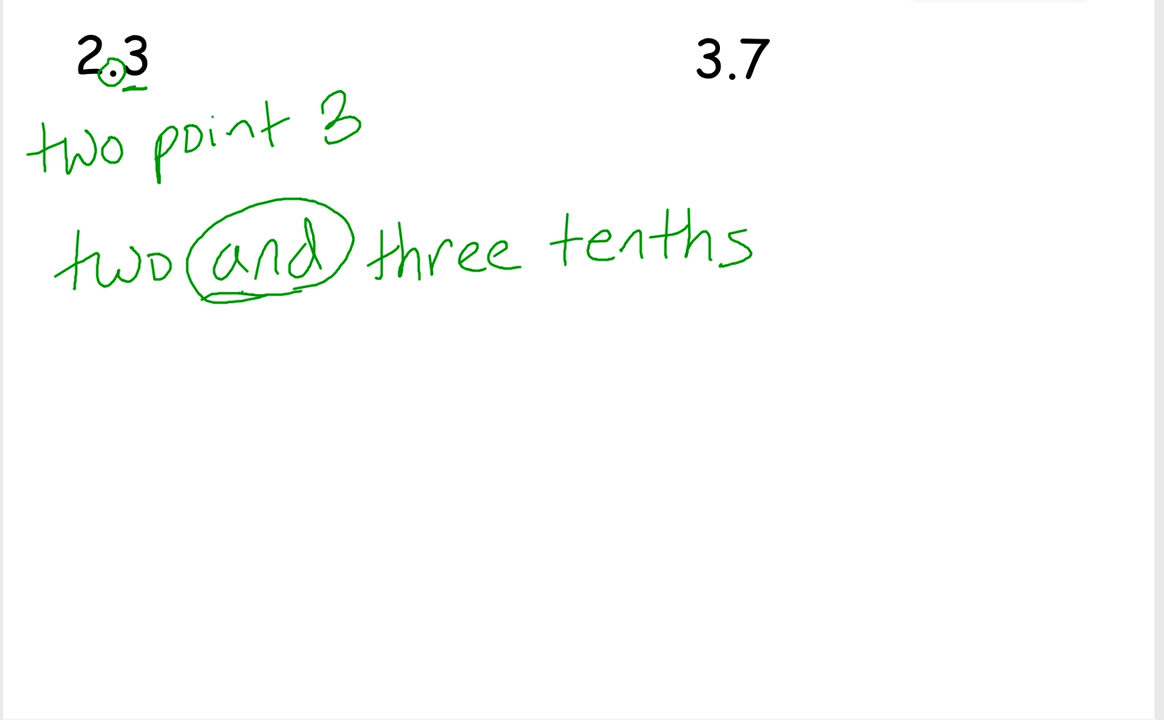 2.3 3.7
two point 3
two and three tenths